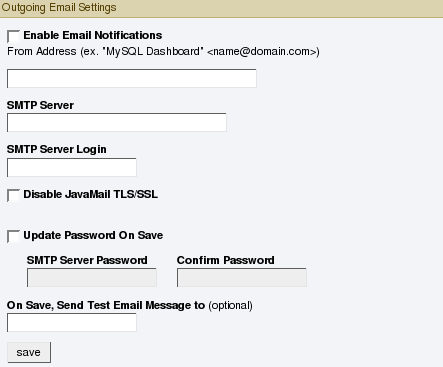 Outgoing Email Settings
Enable Email Notifications
From Address (ex. "MySQL Dashboard" <name@domain.com>)
SMTP Server
SMTP Server Login
Disable JavaMail TLS/SSL
Update Password On Save
SMTP Server Password Confirm Password
On Save, Send Test Email Message to (optional)
save